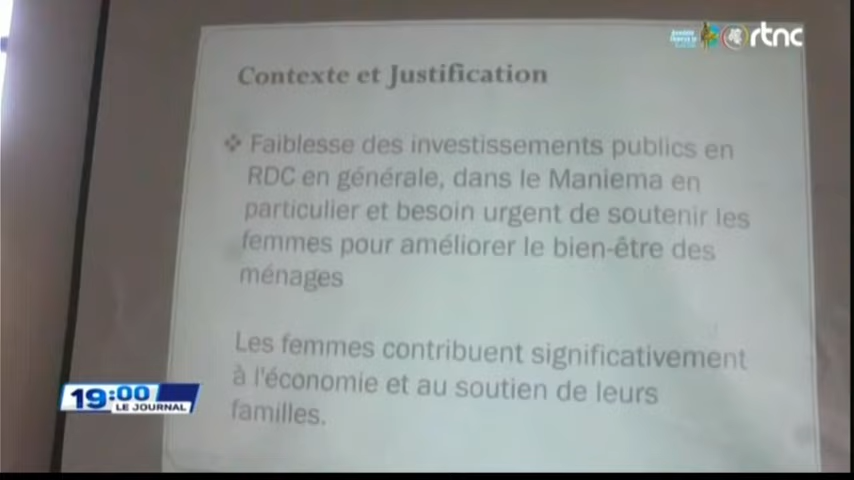 rtnc
Contexte et Justification
❖ Faiblesse des investissements publics en
RDC en générale, dans le Maniema en
particulier et besoin urgent de soutenir les
femmes pour améliorer le bien-être des
ménages
Les femmes contribuent significativement
à l'économie et au soutien de leurs
familles.
19:00
LE JOURNAL